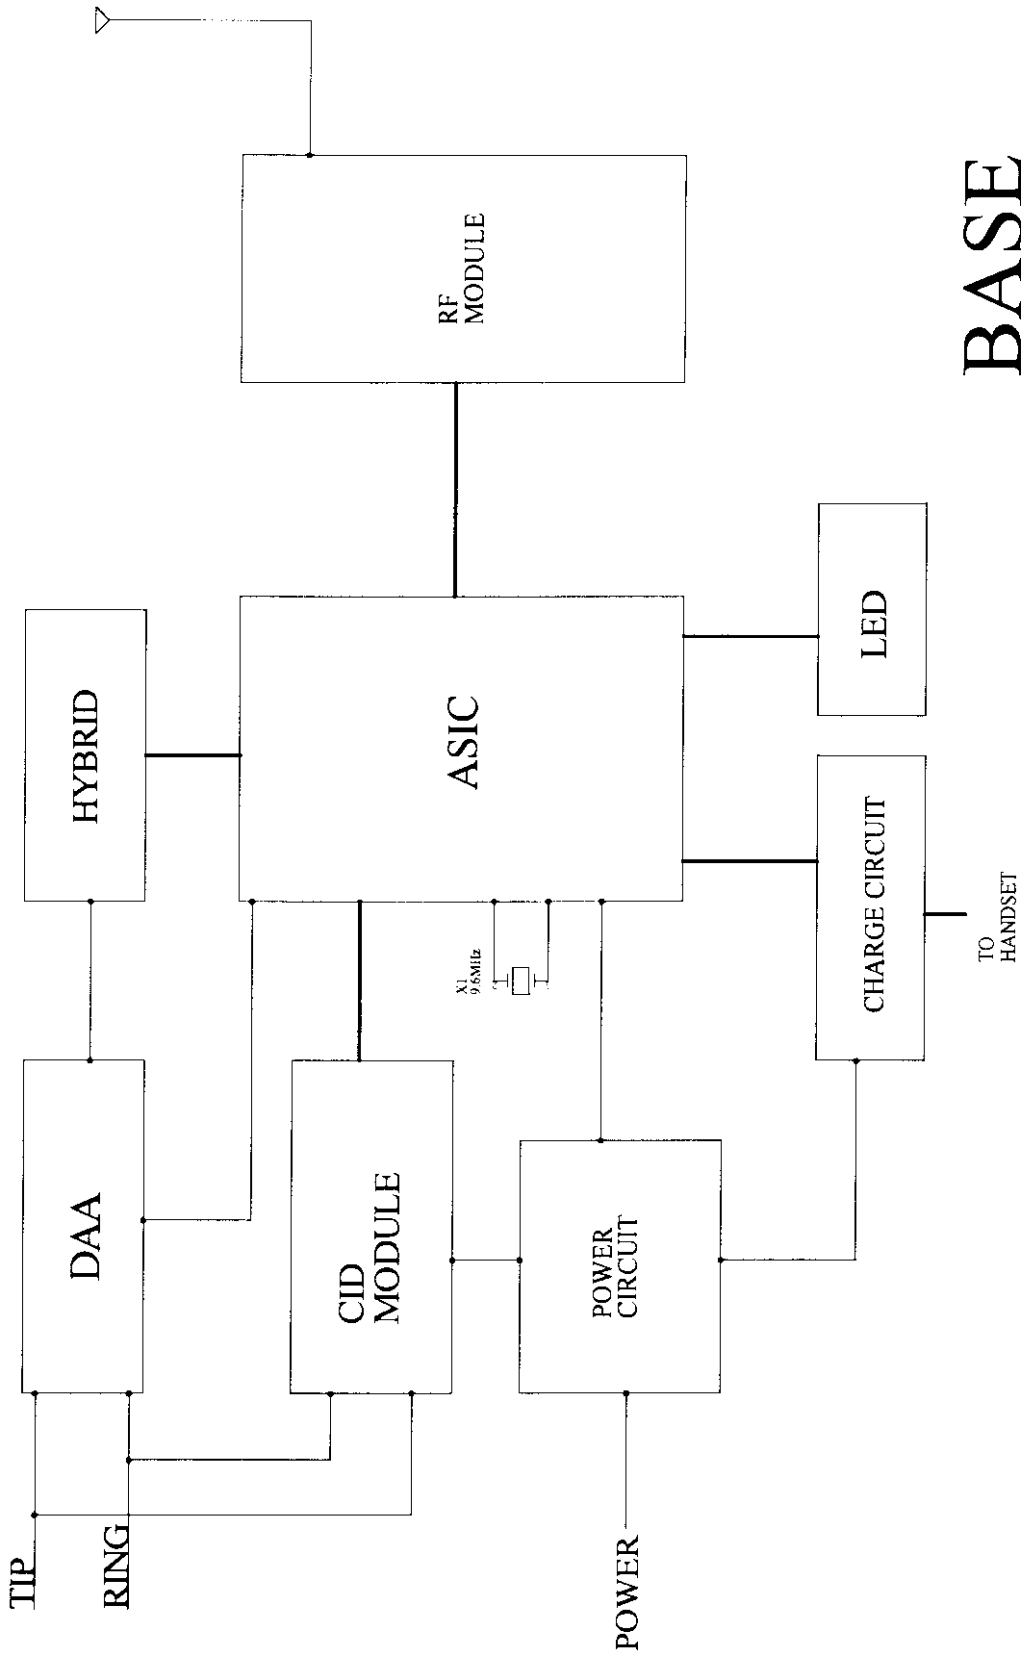 TIP
RING
DAA
HYBRID
CID
MODULE
ASIC
RF
MODULE
X1
9.6MHz
POWER
POWER
CIRCUIT
CHARGE CIRCUIT
LED
TO
HANDSET
BASE